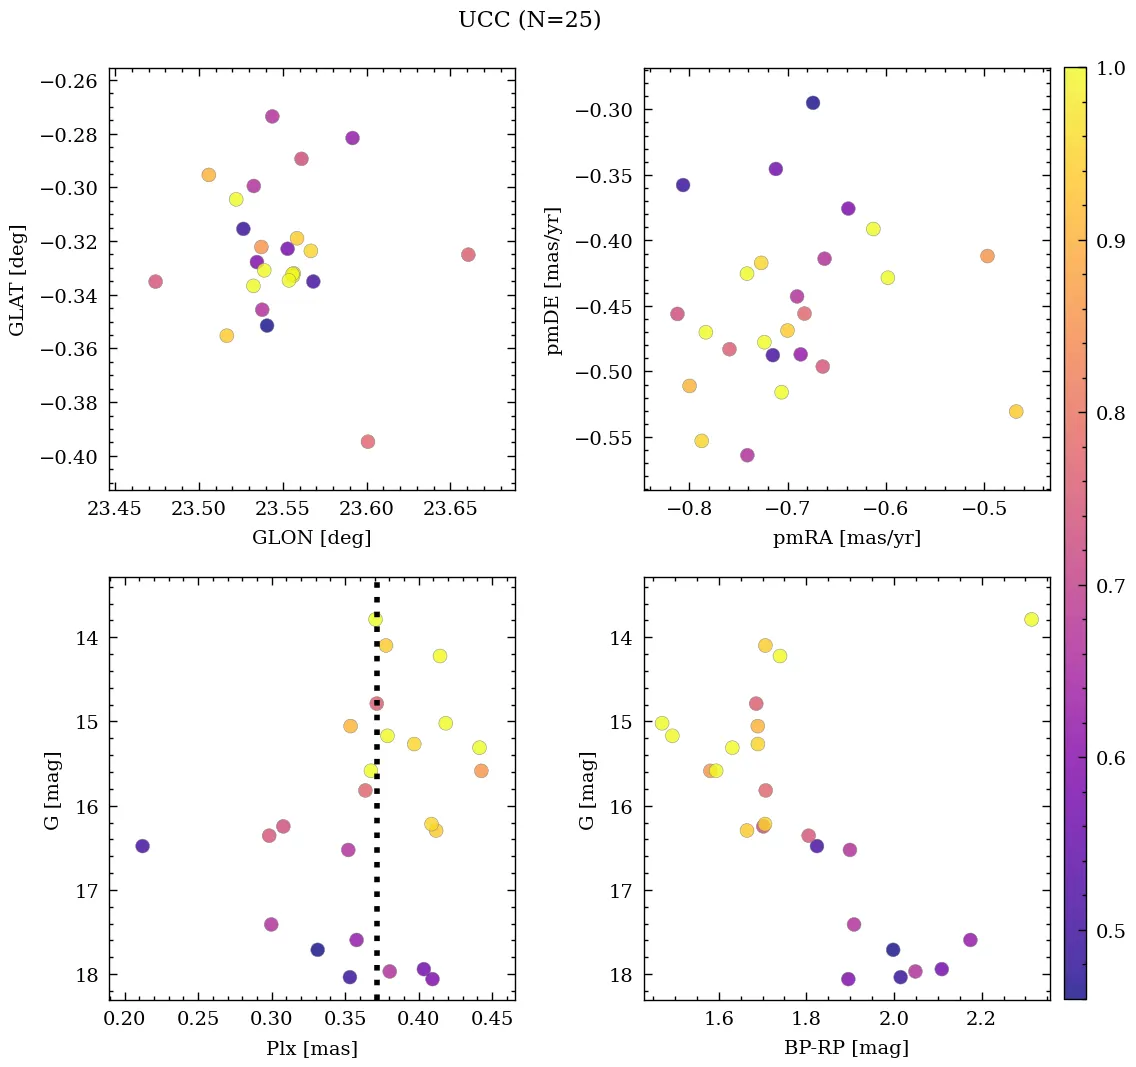 UCC (N=25)
−0.26
−0.28
−0.30
−0.32
−0.34
−0.36
−0.38
−0.40
GLAT [deg]
23.45 23.50 23.55 23.60 23.65
GLON [deg]
−0.30
−0.35
−0.40
−0.45
−0.50
−0.55
pmDE [mas/yr]
−0.8 −0.7 −0.6 −0.5
pmRA [mas/yr]
1.0
0.9
0.8
0.7
0.6
0.5
14
15
16
17
18
G [mag]
0.20 0.25 0.30 0.35 0.40 0.45
Plx [mas]
14
15
16
17
18
G [mag]
1.6 1.8 2.0 2.2
BP-RP [mag]